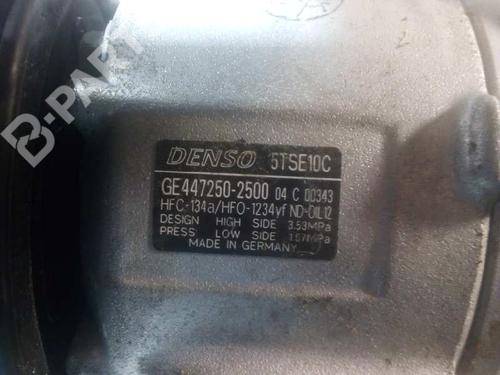 B-PARTS
DENSO 5TSE10C
GE447250-2500 04 C 00343
HFC-134a/HFO-1234yf ND-OIL12
DESIGN HIGH SIDE 3.53MPa
PRESS: LOW SIDE 1.67MPa
MADE IN GERMANY